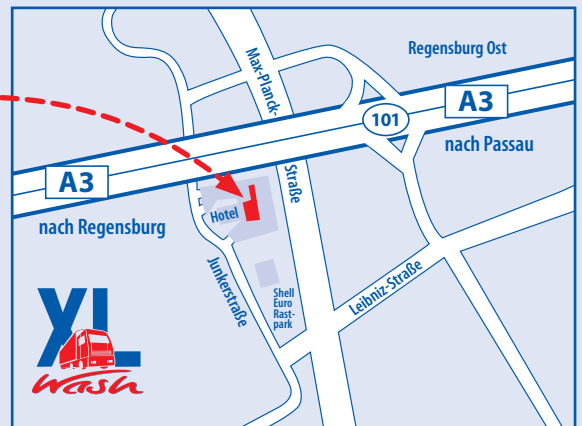 Regensburg Ost
Max-Planck-
Straße
A3
101
nach Passau
A3
nach Regensburg
Hotel
Junkerstraße
Shell
Euro
Rast-
park
Leibniz-Straße
XL
Wash